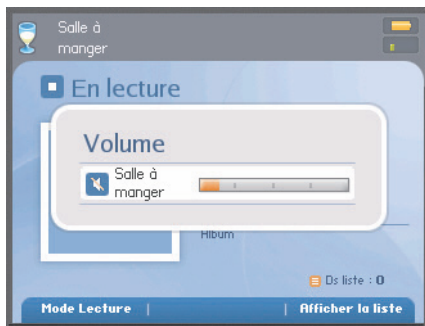 Salle à
manger
En lecture
Volume
Salle à
manger
Album
Ds liste : 0
Mode Lecture
Afficher la liste